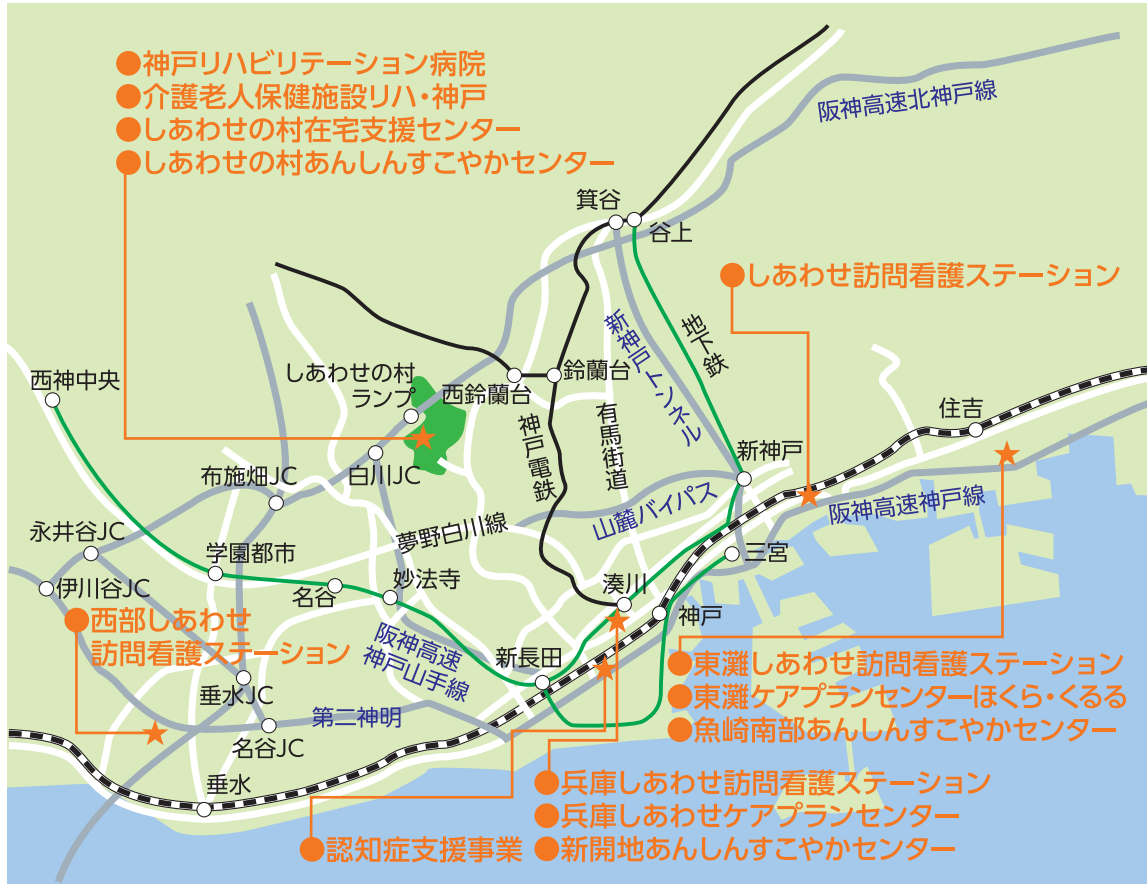 ●神戸リハビリテーション病院
●介護老人保健施設リハ・神戸
●しあわせの村在宅支援センター
●しあわせの村あんしんすこやかセンター
阪神高速北神戸線
箕谷
谷上
●しあわせ訪問看護ステーション
新神戸トンネル
地下鉄
しあわせの村
ランプ
西鈴蘭台
鈴蘭台
西神中央
神戸電鉄
有馬街道
住吉
新神戸
布施畑JC
白川JC
山麓バイパス
阪神高速神戸線
夢野白川線
永井谷JC
学園都市
三宮
伊川谷JC
名谷
妙法寺
湊川
神戸
●西部しあわせ
訪問看護ステーション
阪神高速
神戸山手線
新長田
●東灘しあわせ訪問看護ステーション
●東灘ケアプランセンターほくら・くるる
●魚崎南部あんしんすこやかセンター
垂水JC
第二神明
名谷JC
垂水
●兵庫しあわせ訪問看護ステーション
●兵庫しあわせケアプランセンター
●認知症支援事業
●新開地あんしんすこやかセンター